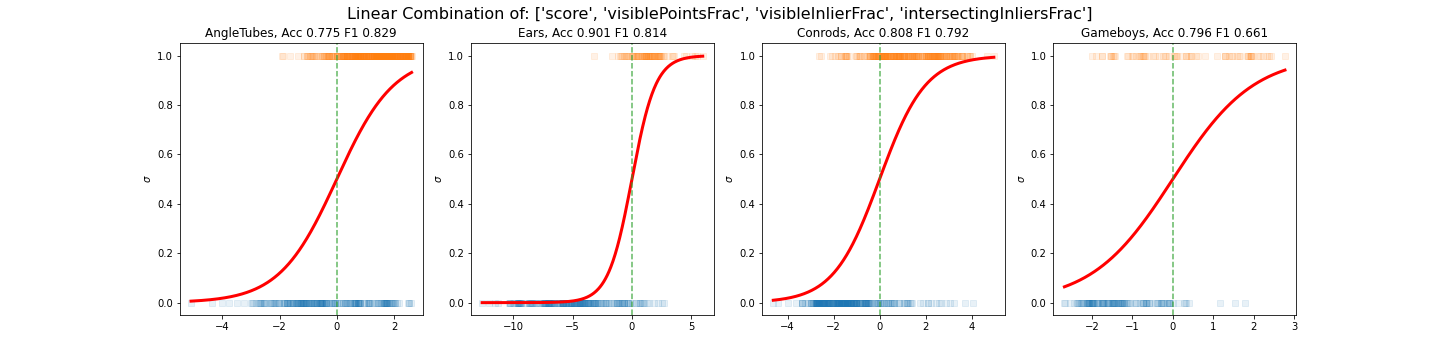 Linear Combination of: ['score', 'visiblePointsFrac', 'visibleInlierFrac', 'intersectingInliersFrac']
AngleTubes, Acc 0.775 F1 0.829
1.0
0.8
0.6
0.4
0.2
0.0
σ
−4 −2 0 2
Ears, Acc 0.901 F1 0.814
1.0
0.8
0.6
0.4
0.2
0.0
σ
−10 −5 0 5
Conrods, Acc 0.808 F1 0.792
1.0
0.8
0.6
0.4
0.2
0.0
σ
−4 −2 0 2 4
Gameboys, Acc 0.796 F1 0.661
1.0
0.8
0.6
0.4
0.2
0.0
σ
−2 −1 0 1 2 3